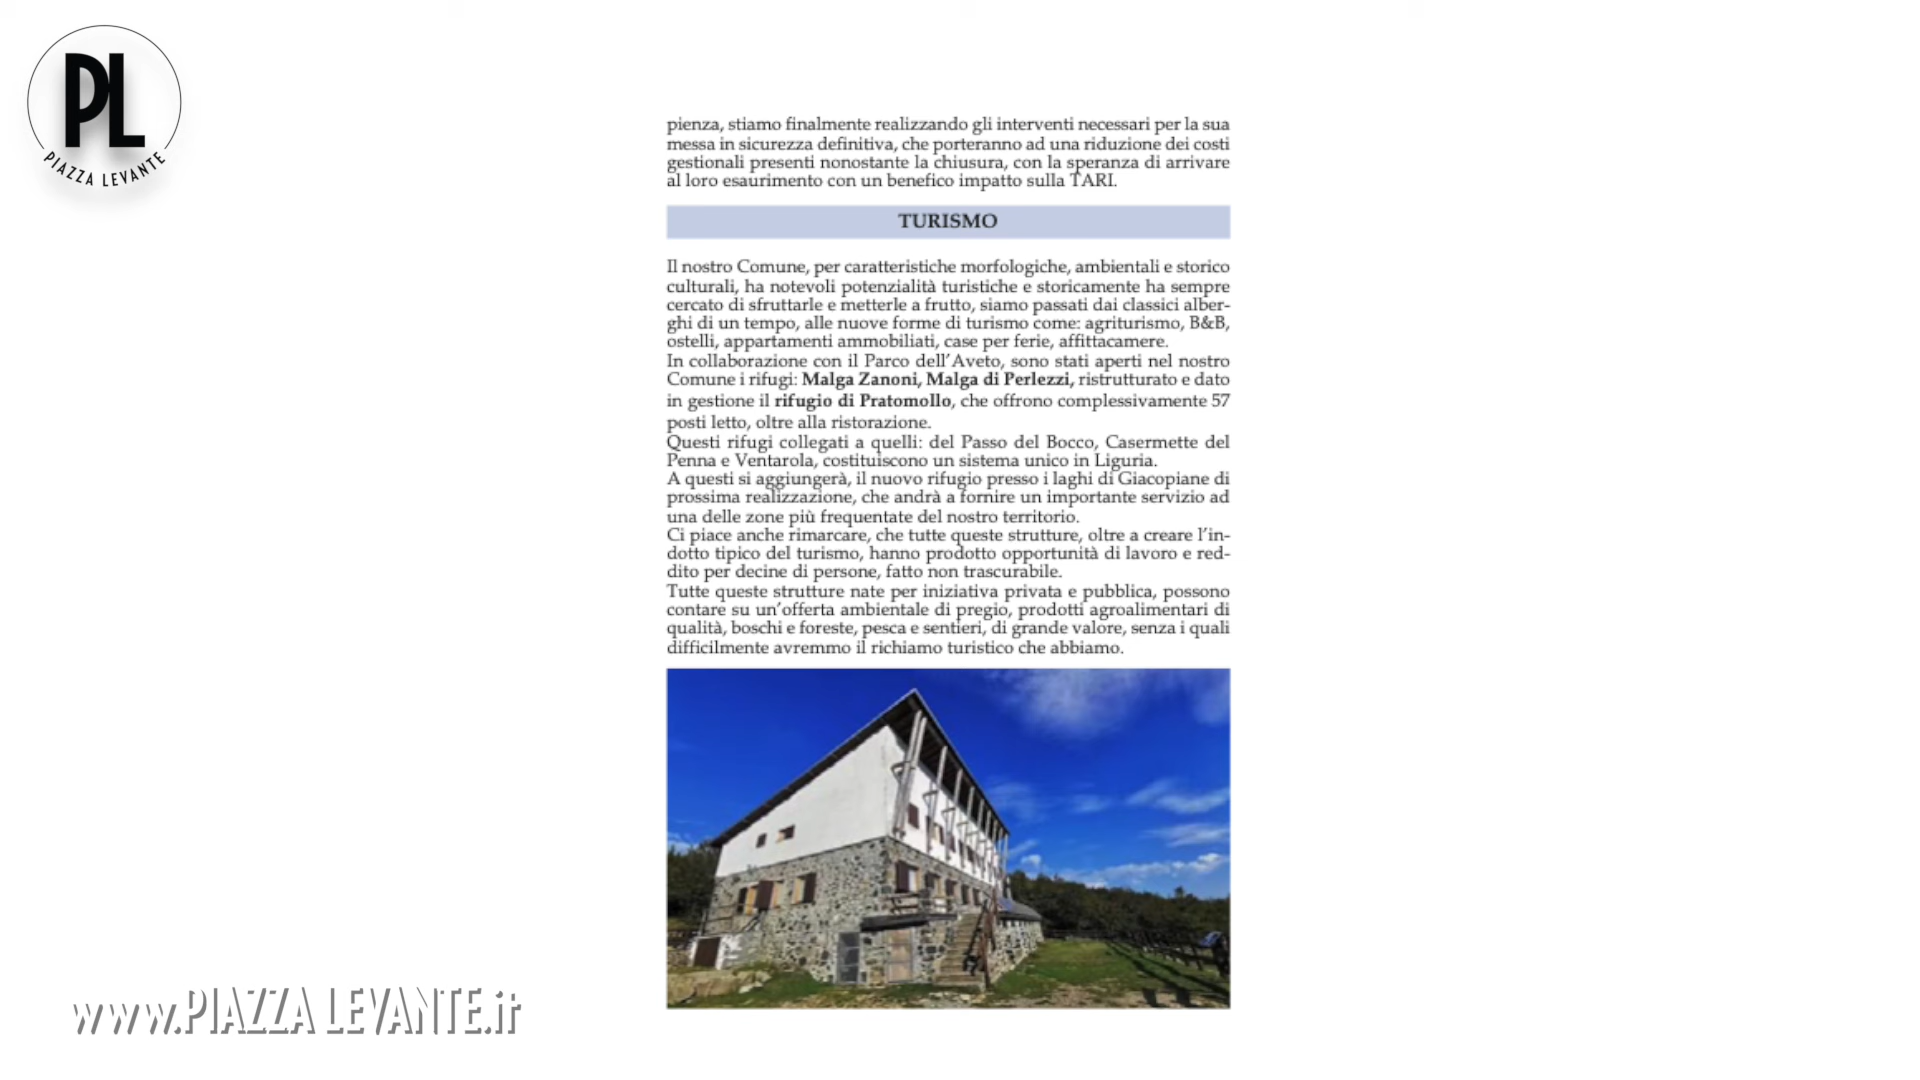 PL
PIAZZA LEVANTE
pienza, stiamo finalmente realizzando gli interventi necessari per la sua
messa in sicurezza definitiva, che porteranno ad una riduzione dei costi
gestionali presenti nonostante la chiusura, con la speranza di arrivare
al loro esaurimento con un benefico impatto sulla TARI.
TURISMO
Il nostro Comune, per caratteristiche morfologiche, ambientali e storico
culturali, ha notevoli potenzialità turistiche e storicamente ha sempre
cercato di sfruttarle e metterle a frutto, siamo passati dai classici alber-
ghi di un tempo, alle nuove forme di turismo come: agriturismo, B&B,
ostelli, appartamenti ammobiliati, case per ferie, affittacamere.
In collaborazione con il Parco dell'Aveto, sono stati aperti nel nostro
Comune i rifugi: Malga Zanoni, Malga di Perlezzi, ristrutturato e dato
in gestione il rifugio di Pratomollo, che offrono complessivamente 57
posti letto, oltre alla ristorazione.
Questi rifugi collegati a quelli: del Passo del Bocco, Casermette del
Penna e Ventarola, costituiscono un sistema unico in Liguria.
A questi si aggiungerà, il nuovo rifugio presso i laghi di Giacopiane di
prossima realizzazione, che andrà a fornire un importante servizio ad
una delle zone più frequentate del nostro territorio.
Ci piace anche rimarcare, che tutte queste strutture, oltre a creare l'in-
dotto tipico del turismo, hanno prodotto opportunità di lavoro e red-
dito per decine di persone, fatto non trascurabile.
Tutte queste strutture nate per iniziativa privata e pubblica, possono
contare su un'offerta ambientale di pregio, prodotti agroalimentari di
qualità, boschi e foreste, pesca e sentieri, di grande valore, senza i quali
difficilmente avremmo il richiamo turistico che abbiamo.
www.PIAZZA LEVANTE.it